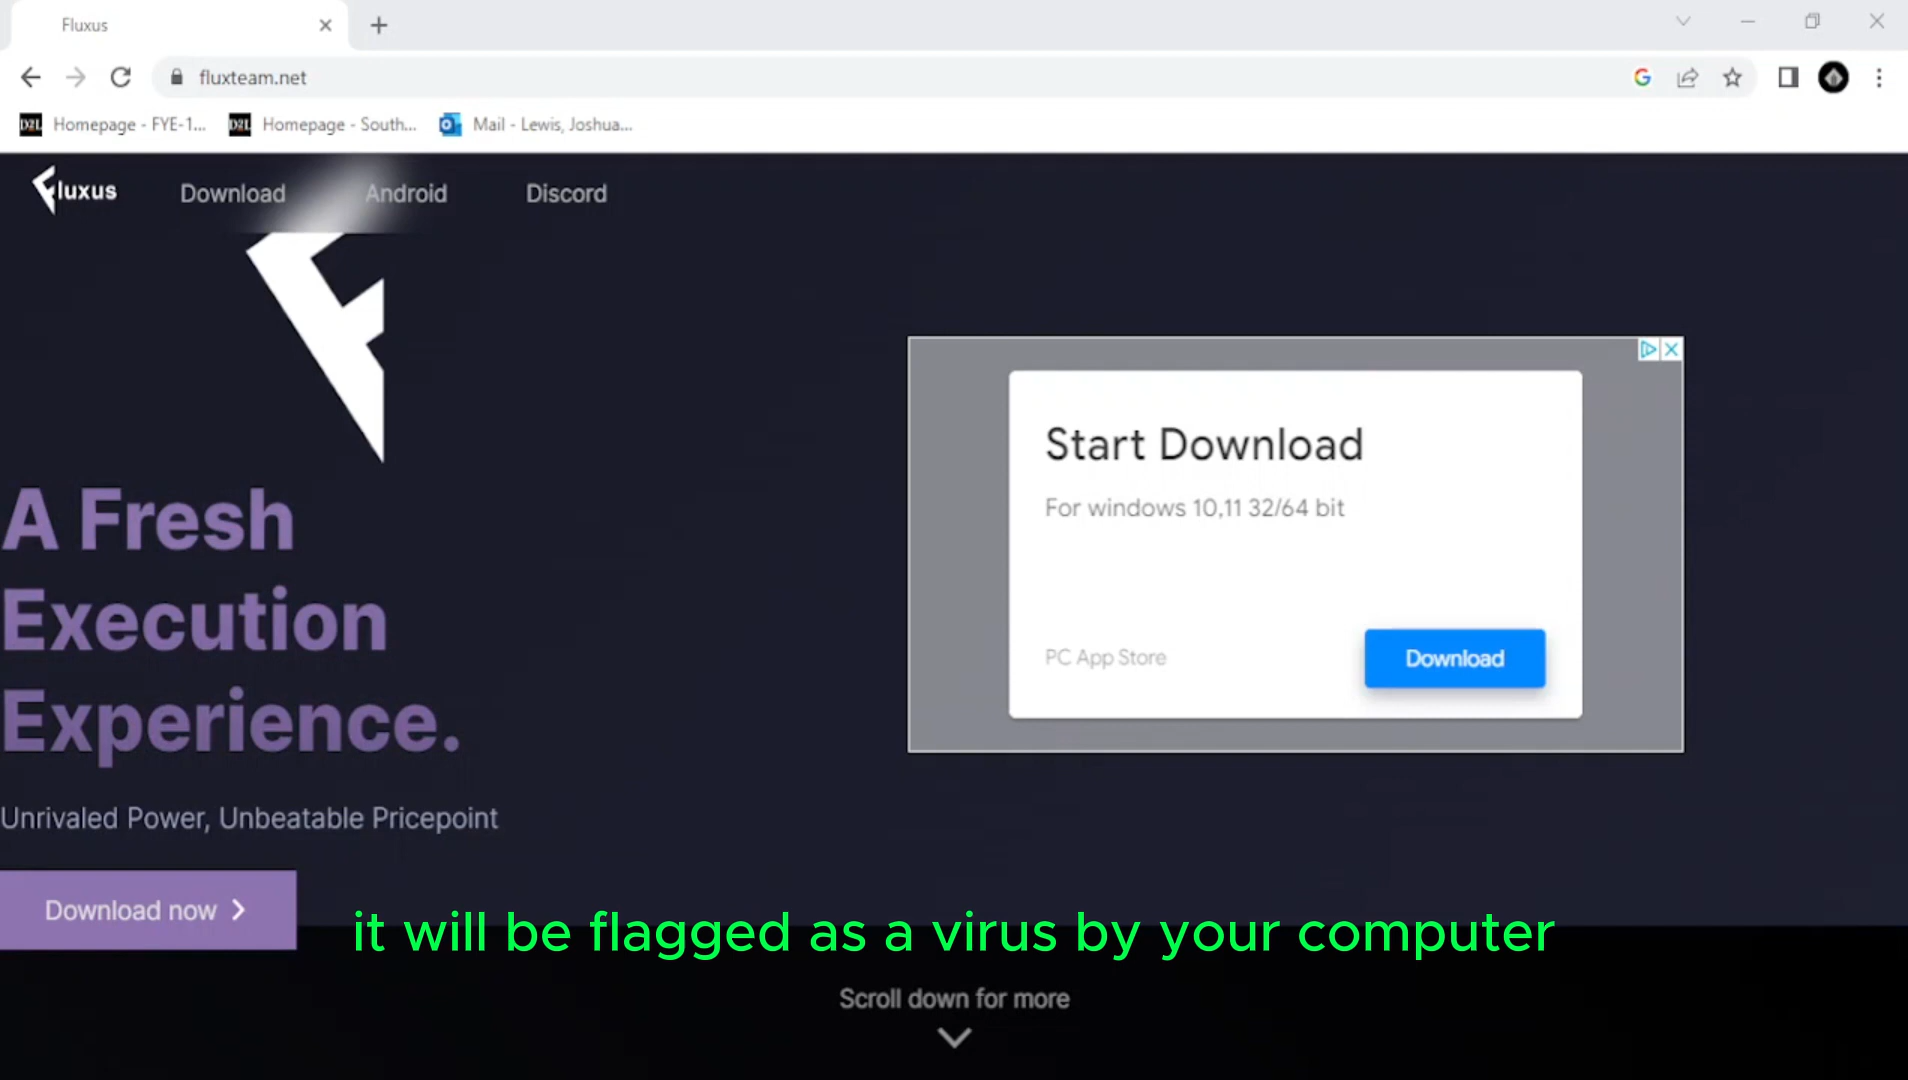 Fluxus
fluxteam.net
Homepage - FYE-1...
Homepage - South...
Mail - Lewis, Joshua...
Fluxus
Download
Android
Discord
A Fresh
Execution
Experience.
Unrivaled Power, Unbeatable Pricepoint
Download now
Start Download
For windows 10,11 32/64 bit
PC App Store
Download
it will be flagged as a virus by your computer
Scroll down for more